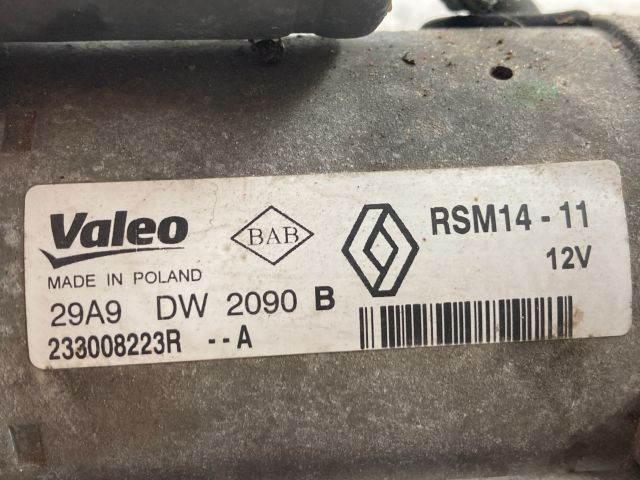 Valeo
BAB
RSM14 - 11
12V
MADE IN POLAND
29A9 DW 2090 B
233008223R --A